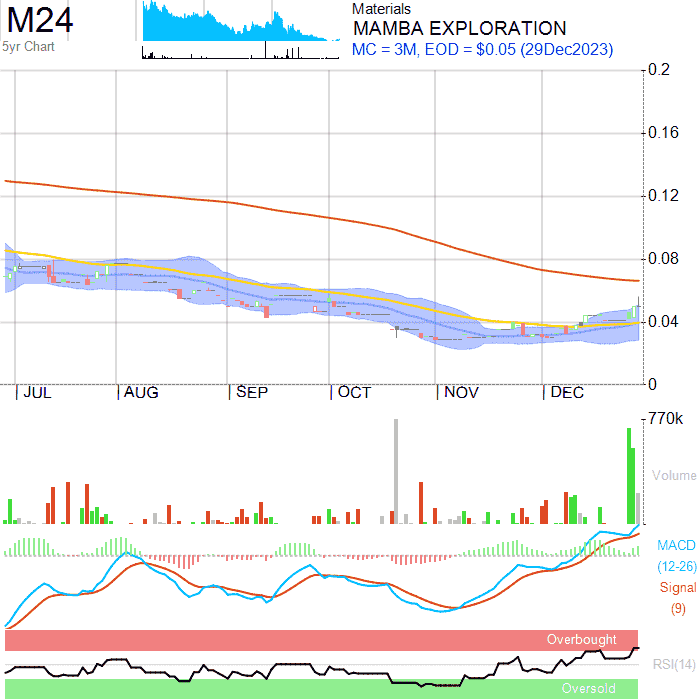 M24
5yr Chart
Materials
MAMBA EXPLORATION
MC = 3M, EOD = $0.05 (29Dec2023)
0.2
0.16
0.12
0.08
0.04
0
JUL AUG SEP OCT NOV DEC
770k
Volume
MACD
(12-26)
Signal
(9)
Overbought
RSI(14)
Oversold